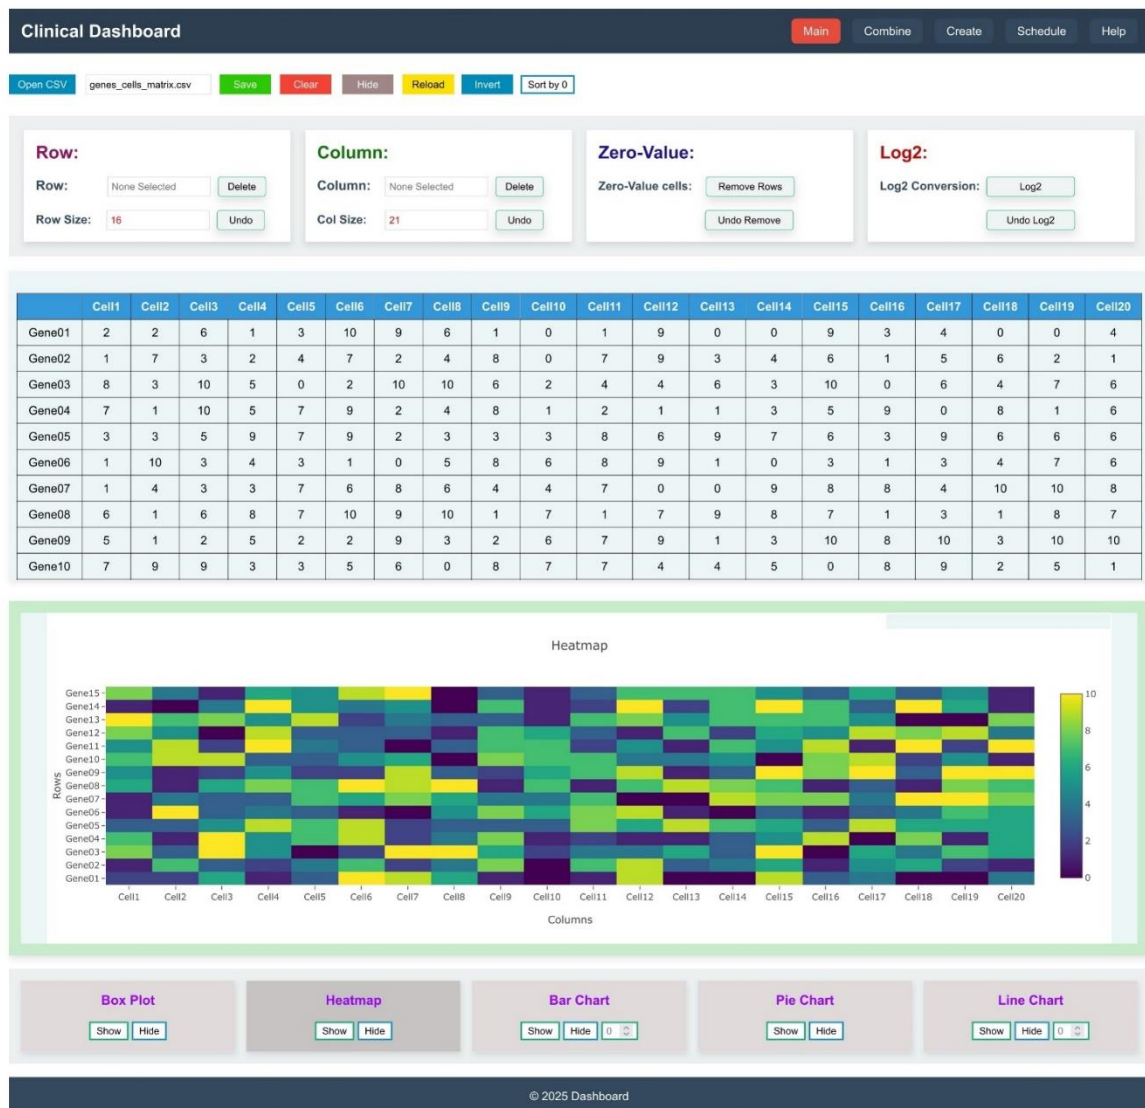 Clinical Dashboard Main Combine Create Schedule Help
Open CSV genes_cells_matrix.csv Save Clear Hide Reload Invert Sort by 0
Row: Column: Zero-Value: Log2:
Row: None Selected Delete Column: None Selected Delete Zero-Value cells: Remove Rows Log2 Conversion: Log2
Row Size: 16 Undo Col Size: 21 Undo Undo Remove Undo Log2
Cell1 Cell2 Cell3 Cell4 Cell5 Cell6 Cell7 Cell8 Cell9 Cell10 Cell11 Cell12 Cell13 Cell14 Cell15 Cell16 Cell17 Cell18 Cell19 Cell20
Gene01 2 2 6 1 3 10 9 6 1 0 1 9 0 0 9 3 4 0 0 4
Gene02 1 7 3 2 4 7 2 4 8 0 7 9 3 4 6 1 5 6 2 1
Gene03 8 3 10 5 0 2 10 10 6 2 4 4 6 3 10 0 6 4 7 6
Gene04 7 1 10 5 7 9 2 4 8 1 2 1 1 3 5 9 0 8 1 6
Gene05 3 3 5 9 7 9 2 3 3 3 8 6 9 7 6 3 9 6 6 6
Gene06 1 10 3 4 3 1 0 5 8 6 8 9 1 0 3 1 3 4 7 6
Gene07 1 4 3 3 7 6 8 6 4 4 7 0 0 9 8 8 4 10 10 8
Gene08 6 1 6 8 7 10 9 10 1 7 1 7 9 8 7 1 3 1 8 7
Gene09 5 1 2 5 2 2 9 3 2 6 7 9 1 3 10 8 10 3 10 10
Gene10 7 9 9 3 3 5 6 0 8 7 7 4 4 5 0 8 9 2 5 1
Heatmap
Gene15
Gene14
Gene13
Gene12
Gene11
Gene10
Gene09
Gene08
Gene07
Gene06
Gene05
Gene04
Gene03
Gene02
Gene01
Rows
Cell1 Cell2 Cell3 Cell4 Cell5 Cell6 Cell7 Cell8 Cell9 Cell10 Cell11 Cell12 Cell13 Cell14 Cell15 Cell16 Cell17 Cell18 Cell19 Cell20
Columns
10
8
6
4
2
0
Box Plot Heatmap Bar Chart Pie Chart Line Chart
Show Hide Show Hide Show Hide 0 Show Hide Show Hide 0
© 2025 Dashboard